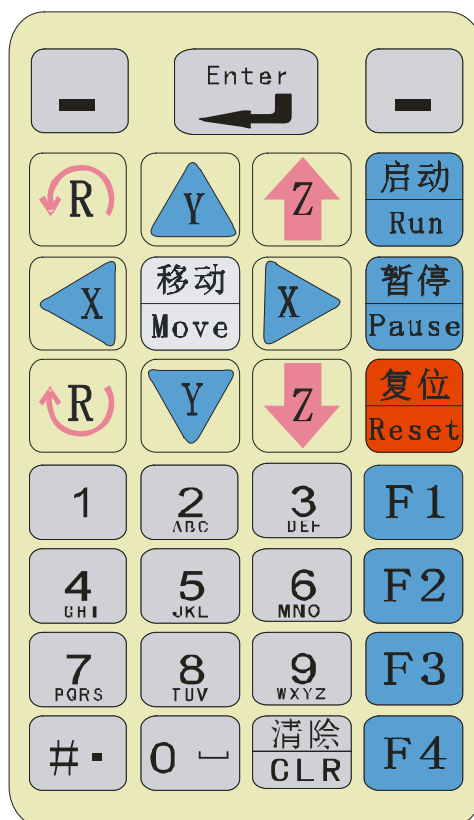 Enter
R
Y
Z
启动
Run
X
移动
Move
X
暂停
Pause
R
Y
Z
复位
Reset
1
2
ABC
3
DEF
F1
4
GHI
5
JKL
6
MNO
F2
7
PQRS
8
TUV
9
WXYZ
F3
#.
0
清除
CLR
F4